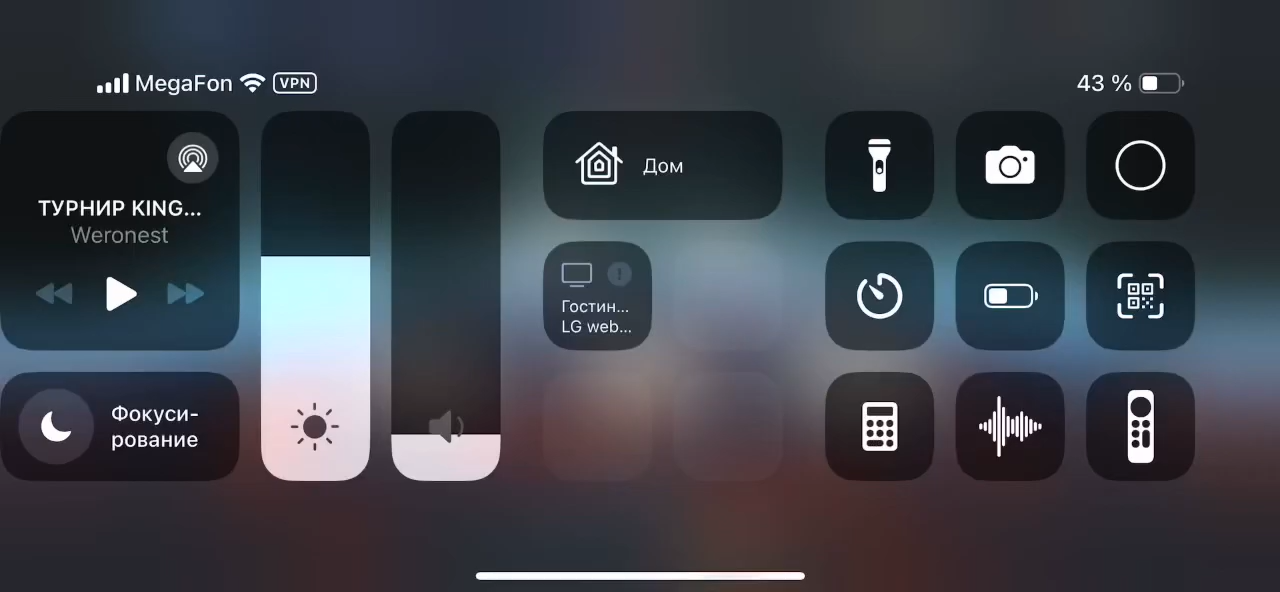 MegaFon VPN
43 %
ТУРНИР KING...
Weronest
Фокуси-
рование
Дом
Гостин...
LG web...